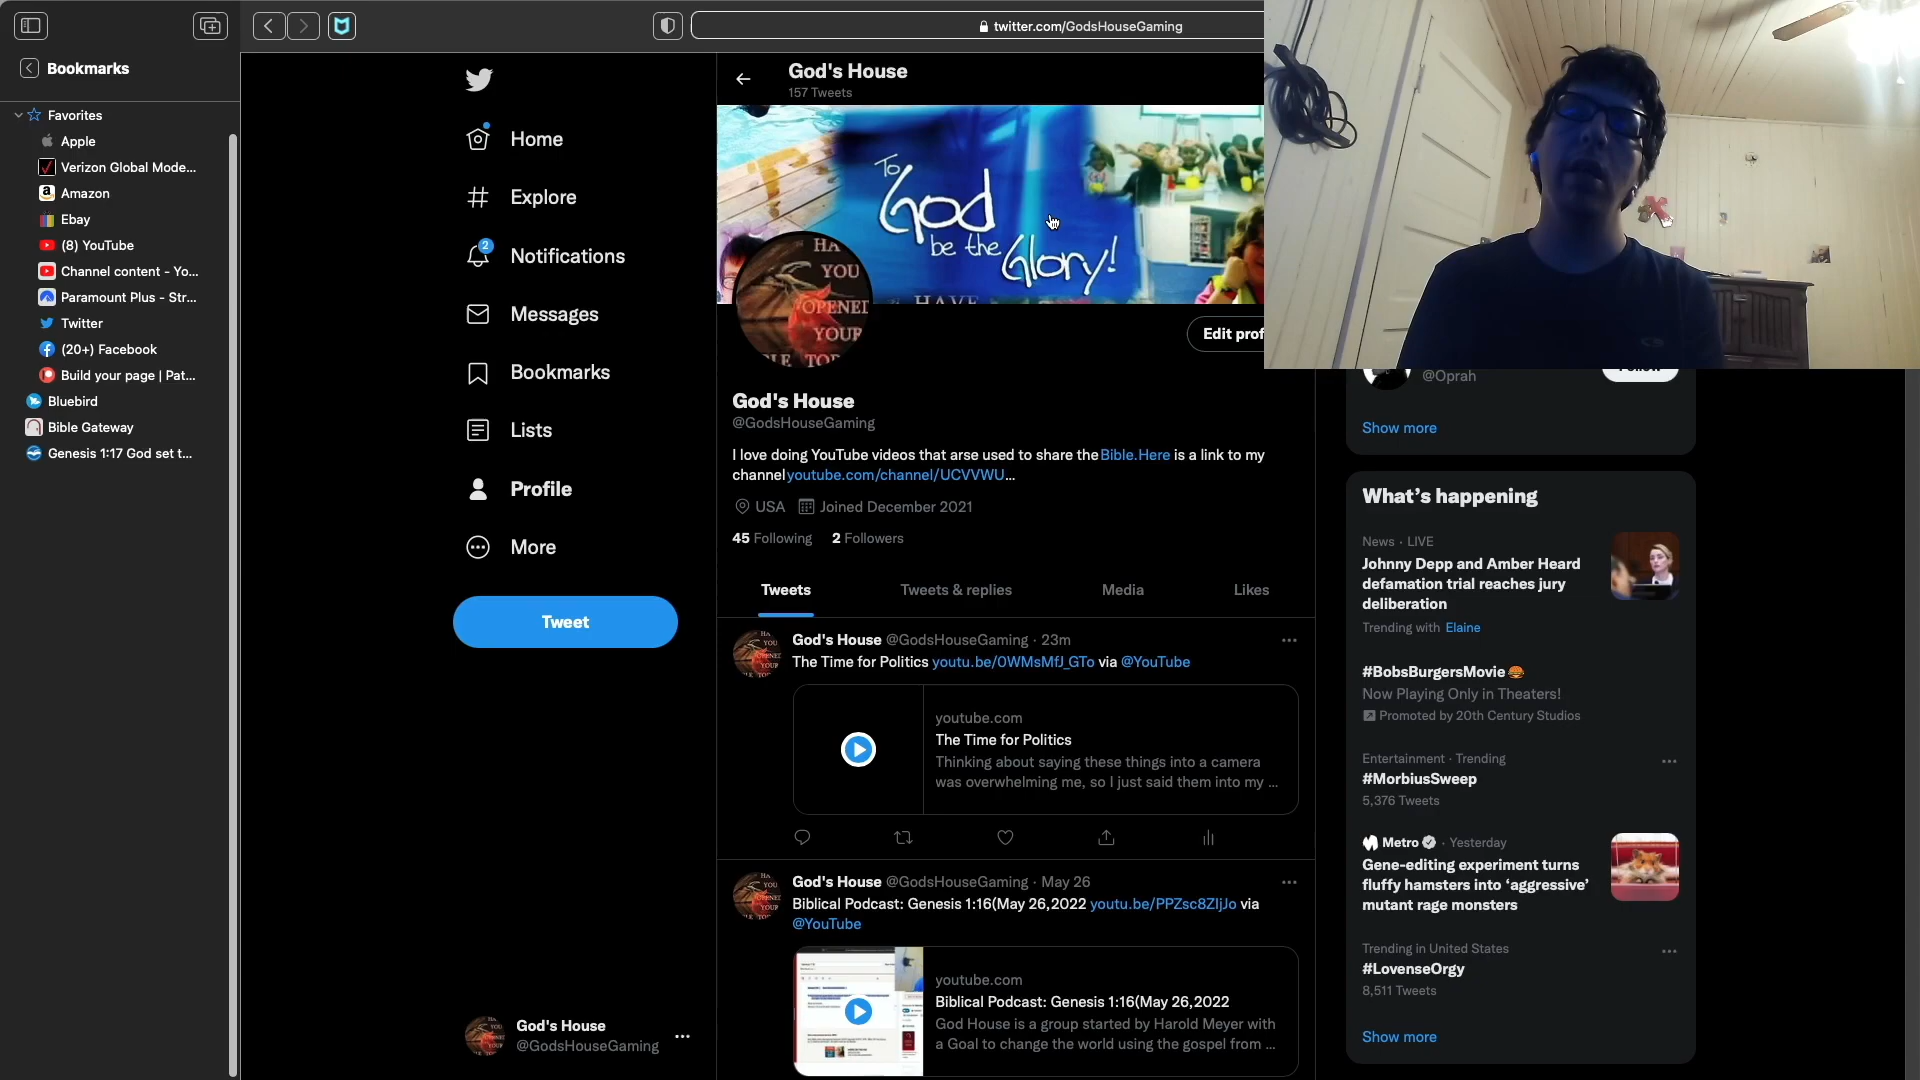 Bookmarks
Favorites
Apple
Verizon Global Mode...
Amazon
Ebay
(8) YouTube
Channel content - Yo...
Paramount Plus - Str...
Twitter
(20+) Facebook
Build your page | Pat...
Bluebird
Bible Gateway
Genesis 1:17 God set t...
twitter.com/GodsHouseGaming
Home
Explore
2
Notifications
Messages
Bookmarks
Lists
Profile
More
Tweet
God's House
@GodsHouseGaming
God's House
157 Tweets
To
God
be the
Glory!
HAVE
HA
YOU
OPENED
YOUR
Edit prof
God's House
@GodsHouseGaming
I love doing YouTube videos that arse used to share the Bible.Here is a link to my
channel youtube.com/channel/UCVVWU...
USA Joined December 2021
45 Following 2 Followers
Tweets Tweets & replies Media Likes
God's House @GodsHouseGaming · 23m
The Time for Politics youtu.be/0WMsMfJ_GTo via @YouTube
youtube.com
The Time for Politics
Thinking about saying these things into a camera
was overwhelming me, so I just said them into my ...
God's House @GodsHouseGaming · May 26
Biblical Podcast: Genesis 1:16(May 26,2022 youtu.be/PPZsc8ZIjJo via
@YouTube
youtube.com
Biblical Podcast: Genesis 1:16(May 26,2022
God House is a group started by Harold Meyer with
a Goal to change the world using the gospel from ...
@Oprah
Show more
What's happening
News · LIVE
Johnny Depp and Amber Heard
defamation trial reaches jury
deliberation
Trending with Elaine
#BobsBurgersMovie
Now Playing Only in Theaters!
Promoted by 20th Century Studios
Entertainment · Trending
#MorbiusSweep
5,376 Tweets
Metro · Yesterday
Gene-editing experiment turns
fluffy hamsters into ‘aggressive’
mutant rage monsters
Trending in United States
#LovenseOrgy
8,511 Tweets
Show more